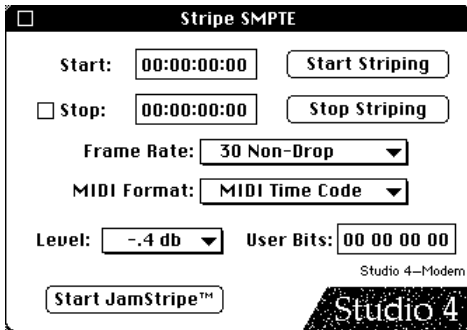 Stripe SMPTE
Start: 00:00:00:00 Start Striping
Stop: 00:00:00:00 Stop Striping
Frame Rate: 30 Non-Drop
MIDI Format: MIDI Time Code
Level: -.4 db User Bits: 00 00 00 00
Studio 4–Modem
Start JamStripe™ Studio 4